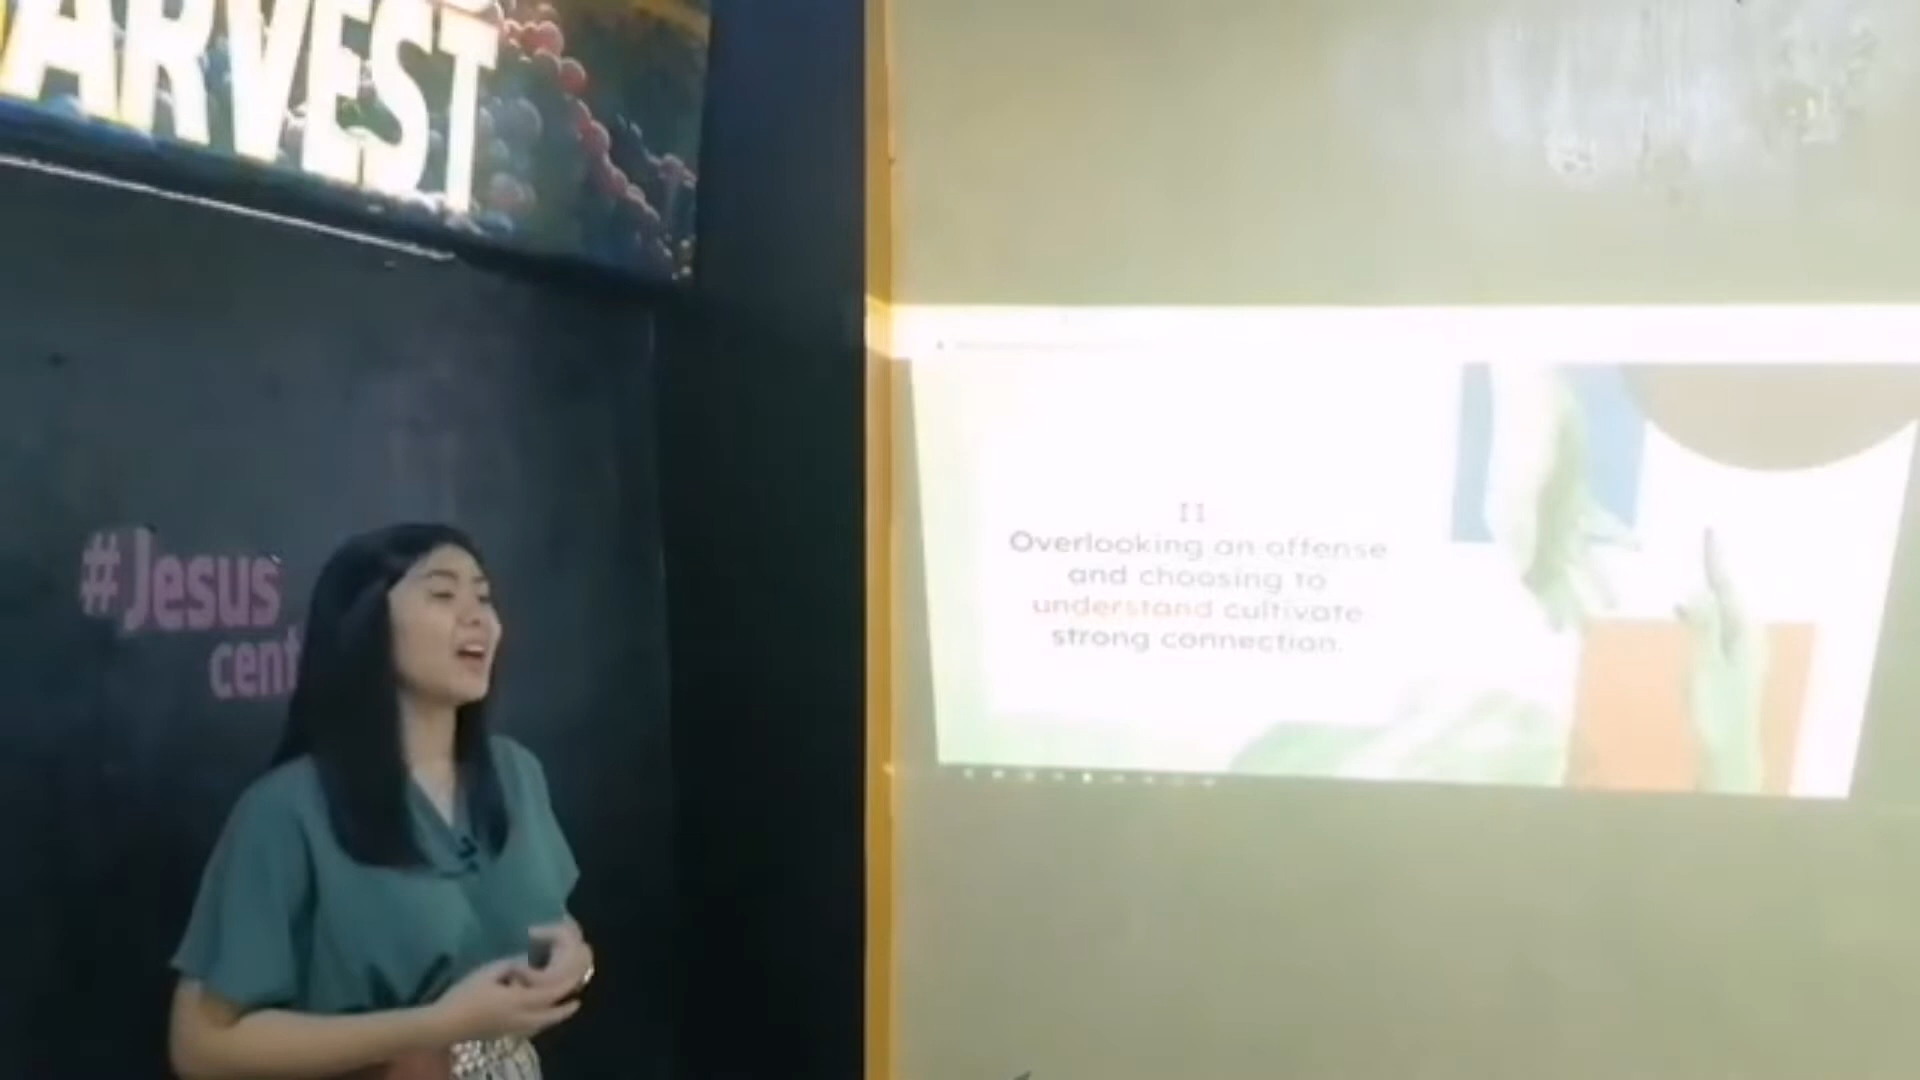 ARVEST
#Jesus
cent
II
Overlooking an offense
and choosing to
understand cultivate
strong connection.